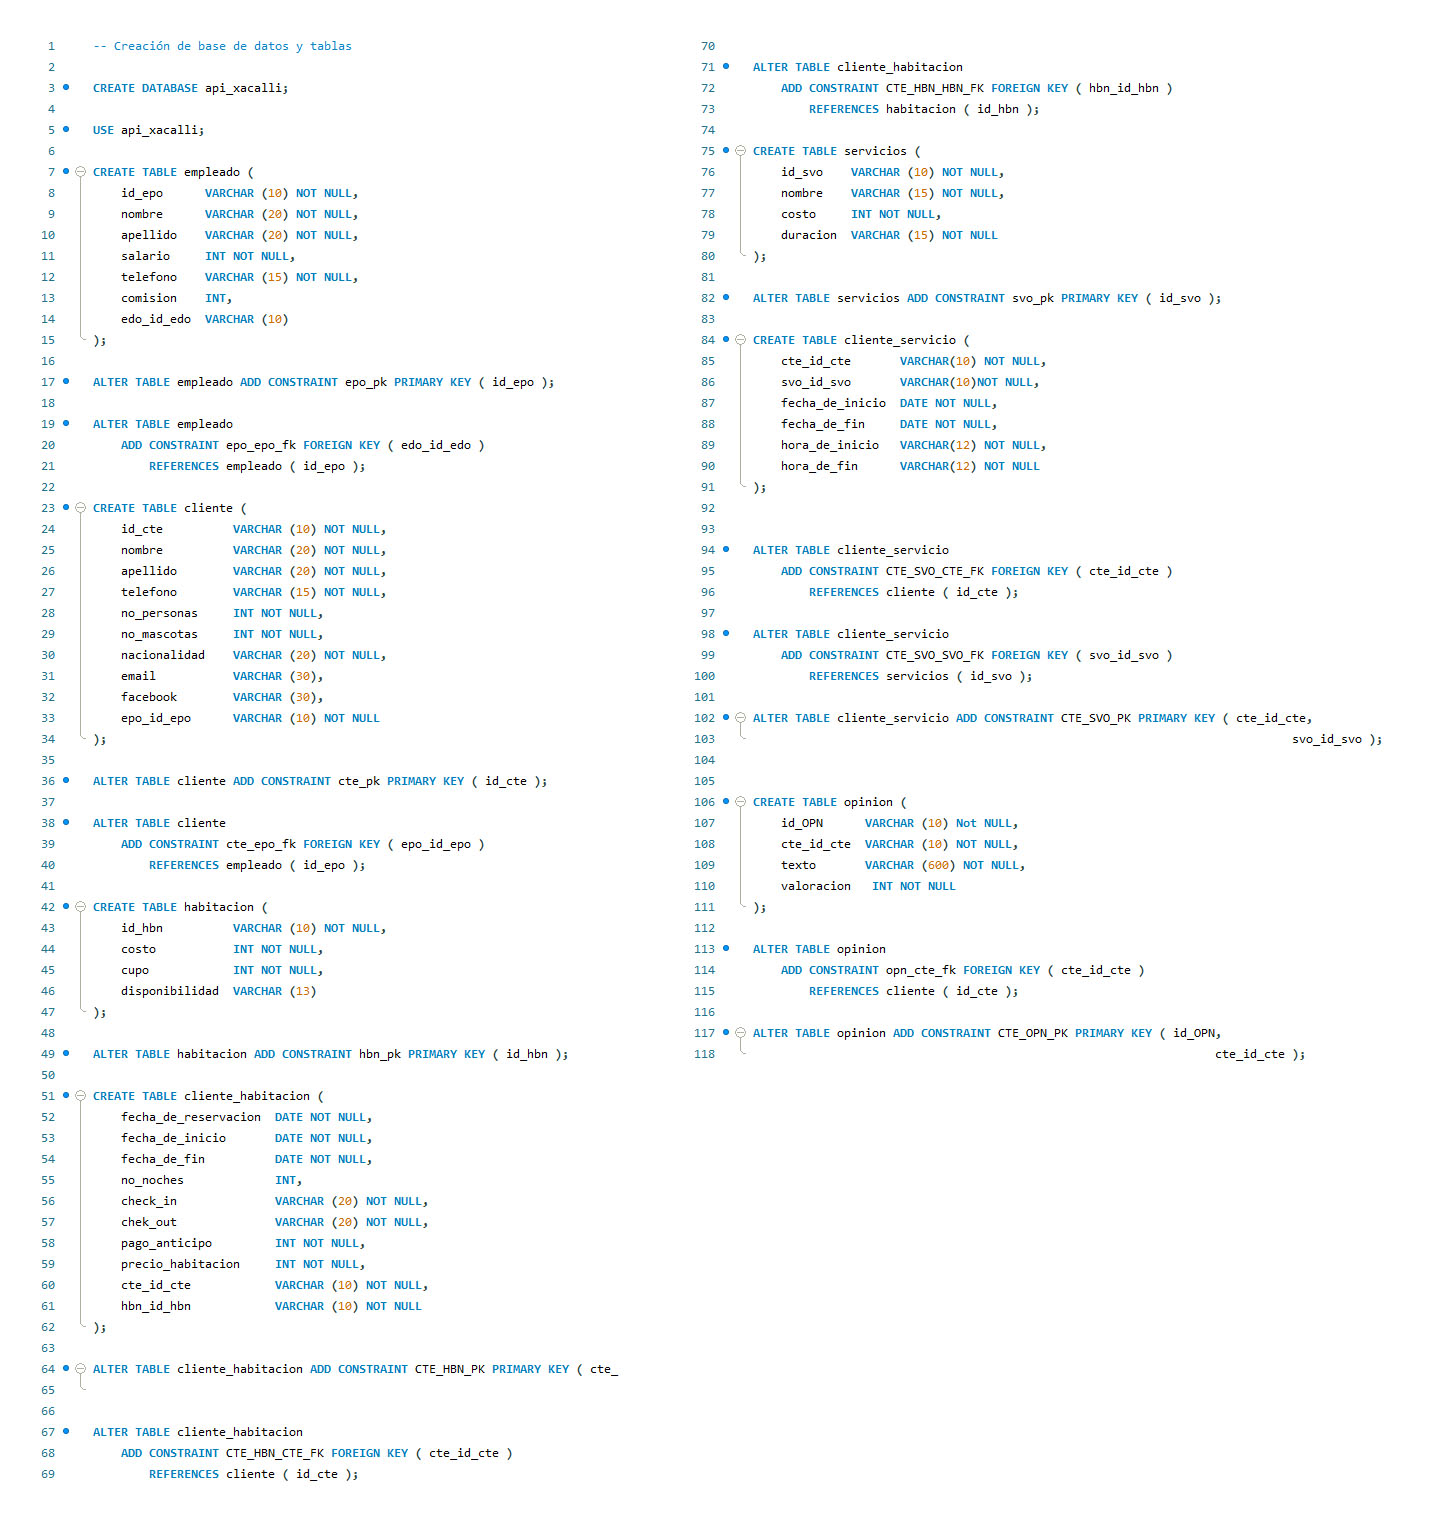 1 -- Creación de base de datos y tablas
2
3 CREATE DATABASE api_xacalli;
4
5 USE api_xacalli;
6
7 CREATE TABLE empleado (
8 id_epo VARCHAR (10) NOT NULL,
9 nombre VARCHAR (20) NOT NULL,
10 apellido VARCHAR (20) NOT NULL,
11 salario INT NOT NULL,
12 telefono VARCHAR (15) NOT NULL,
13 comision INT,
14 edo_id_edo VARCHAR (10)
15 );
16
17 ALTER TABLE empleado ADD CONSTRAINT epo_pk PRIMARY KEY ( id_epo );
18
19 ALTER TABLE empleado
20 ADD CONSTRAINT epo_epo_fk FOREIGN KEY ( edo_id_edo )
21 REFERENCES empleado ( id_epo );
22
23 CREATE TABLE cliente (
24 id_cte VARCHAR (10) NOT NULL,
25 nombre VARCHAR (20) NOT NULL,
26 apellido VARCHAR (20) NOT NULL,
27 telefono VARCHAR (15) NOT NULL,
28 no_personas INT NOT NULL,
29 no_mascotas INT NOT NULL,
30 nacionalidad VARCHAR (20) NOT NULL,
31 email VARCHAR (30),
32 facebook VARCHAR (30),
33 epo_id_epo VARCHAR (10) NOT NULL
34 );
35
36 ALTER TABLE cliente ADD CONSTRAINT cte_pk PRIMARY KEY ( id_cte );
37
38 ALTER TABLE cliente
39 ADD CONSTRAINT cte_epo_fk FOREIGN KEY ( epo_id_epo )
40 REFERENCES empleado ( id_epo );
41
42 CREATE TABLE habitacion (
43 id_hbn VARCHAR (10) NOT NULL,
44 costo INT NOT NULL,
45 cupo INT NOT NULL,
46 disponibilidad VARCHAR (13)
47 );
48
49 ALTER TABLE habitacion ADD CONSTRAINT hbn_pk PRIMARY KEY ( id_hbn );
50
51 CREATE TABLE cliente_habitacion (
52 fecha_de_reservacion DATE NOT NULL,
53 fecha_de_inicio DATE NOT NULL,
54 fecha_de_fin DATE NOT NULL,
55 no_noches INT,
56 check_in VARCHAR (20) NOT NULL,
57 chek_out VARCHAR (20) NOT NULL,
58 pago_anticipo INT NOT NULL,
59 precio_habitacion INT NOT NULL,
60 cte_id_cte VARCHAR (10) NOT NULL,
61 hbn_id_hbn VARCHAR (10) NOT NULL
62 );
63
64 ALTER TABLE cliente_habitacion ADD CONSTRAINT CTE_HBN_PK PRIMARY KEY ( cte_
65
66
67 ALTER TABLE cliente_habitacion
68 ADD CONSTRAINT CTE_HBN_CTE_FK FOREIGN KEY ( cte_id_cte )
69 REFERENCES cliente ( id_cte );
70
71 ALTER TABLE cliente_habitacion
72 ADD CONSTRAINT CTE_HBN_HBN_FK FOREIGN KEY ( hbn_id_hbn )
73 REFERENCES habitacion ( id_hbn );
74
75 CREATE TABLE servicios (
76 id_svo VARCHAR (10) NOT NULL,
77 nombre VARCHAR (15) NOT NULL,
78 costo INT NOT NULL,
79 duracion VARCHAR (15) NOT NULL
80 );
81
82 ALTER TABLE servicios ADD CONSTRAINT svo_pk PRIMARY KEY ( id_svo );
83
84 CREATE TABLE cliente_servicio (
85 cte_id_cte VARCHAR(10) NOT NULL,
86 svo_id_svo VARCHAR(10)NOT NULL,
87 fecha_de_inicio DATE NOT NULL,
88 fecha_de_fin DATE NOT NULL,
89 hora_de_inicio VARCHAR(12) NOT NULL,
90 hora_de_fin VARCHAR(12) NOT NULL
91 );
92
93
94 ALTER TABLE cliente_servicio
95 ADD CONSTRAINT CTE_SVO_CTE_FK FOREIGN KEY ( cte_id_cte )
96 REFERENCES cliente ( id_cte );
97
98 ALTER TABLE cliente_servicio
99 ADD CONSTRAINT CTE_SVO_SVO_FK FOREIGN KEY ( svo_id_svo )
100 REFERENCES servicios ( id_svo );
101
102 ALTER TABLE cliente_servicio ADD CONSTRAINT CTE_SVO_PK PRIMARY KEY ( cte_id_cte,
103 svo_id_svo );
104
105
106 CREATE TABLE opinion (
107 id_OPN VARCHAR (10) Not NULL,
108 cte_id_cte VARCHAR (10) NOT NULL,
109 texto VARCHAR (600) NOT NULL,
110 valoracion INT NOT NULL
111 );
112
113 ALTER TABLE opinion
114 ADD CONSTRAINT opn_cte_fk FOREIGN KEY ( cte_id_cte )
115 REFERENCES cliente ( id_cte );
116
117 ALTER TABLE opinion ADD CONSTRAINT CTE_OPN_PK PRIMARY KEY ( id_OPN,
118 cte_id_cte );